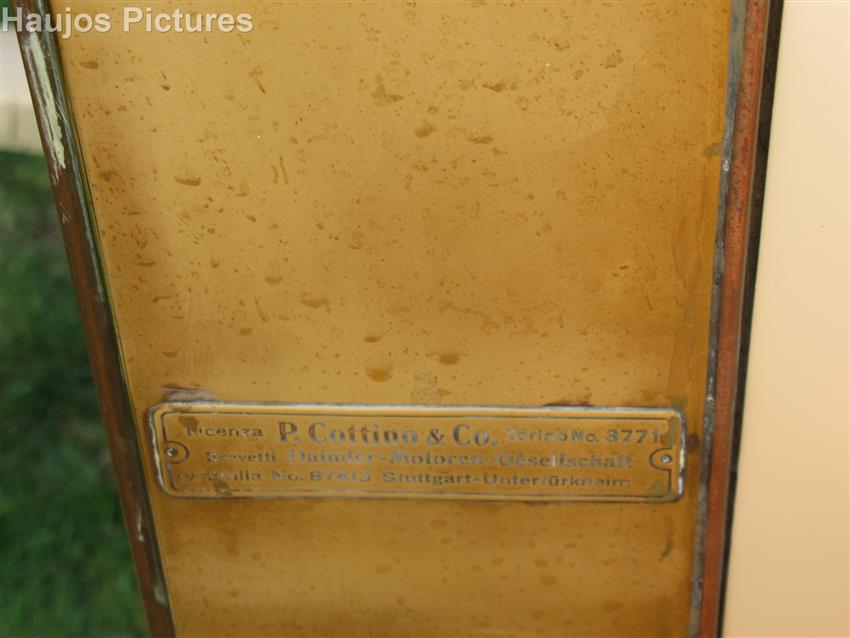 Haujos Pictures
Licenza P. Cottino & Co. Torino No. 3771
Brevetti Daimler-Motoren-Gesellschaft
Italia No. 87413 Stuttgart-Untertürkheim